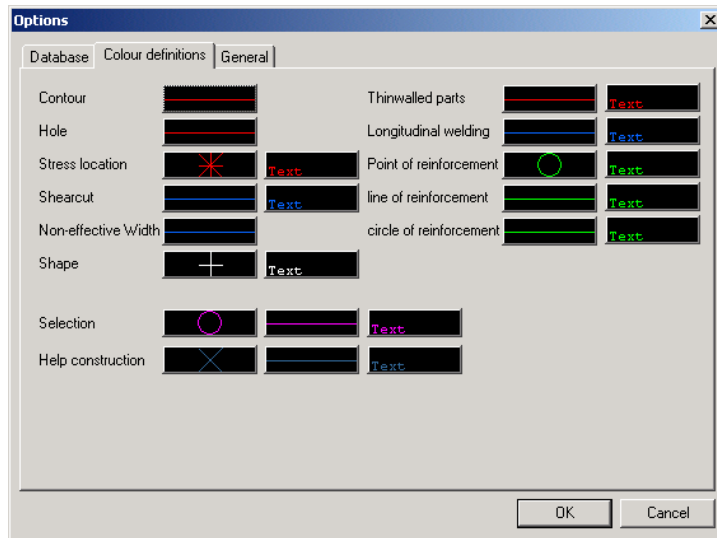 Options
Database Colour definitions General
Contour Thinwalled parts Text
Hole Longitudinal welding Text
Stress location Text Point of reinforcement Text
Shearcut Text line of reinforcement Text
Non-effective Width circle of reinforcement Text
Shape Text
Selection Text
Help construction Text
OK Cancel